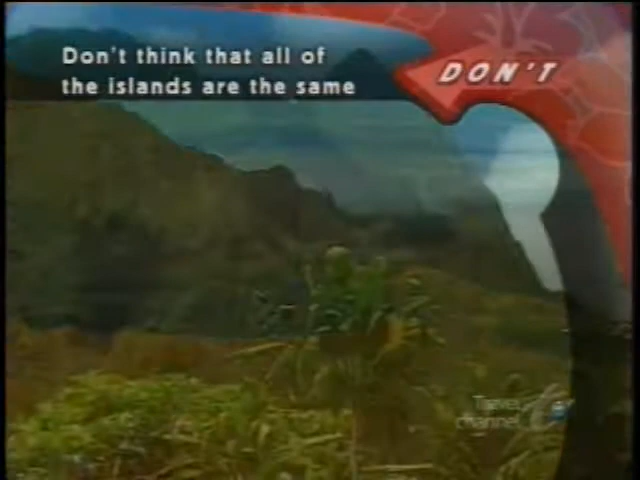 Don't think that all of
the islands are the same
DON'T
Travel
channel